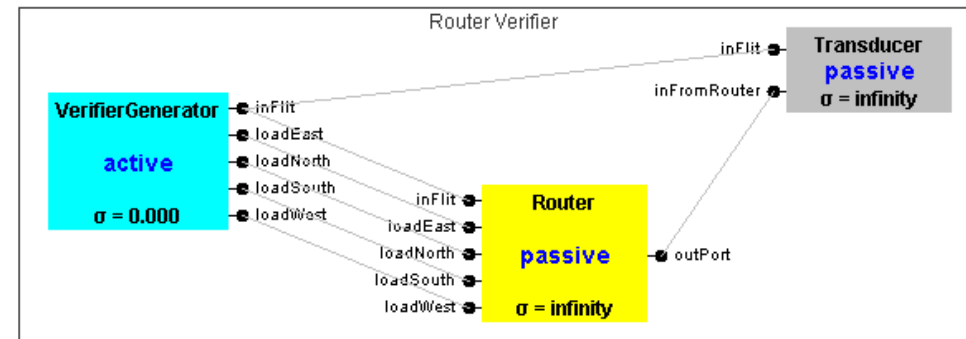 Router Verifier
inFlit
Transducer
passive
inFromRouter
σ = infinity
VerifierGenerator
inFlit
loadEast
active
loadNorth
loadSouth
σ = 0.000
loadWest
inFlit
Router
loadEast
loadNorth
passive
outPort
loadSouth
loadWest
σ = infinity